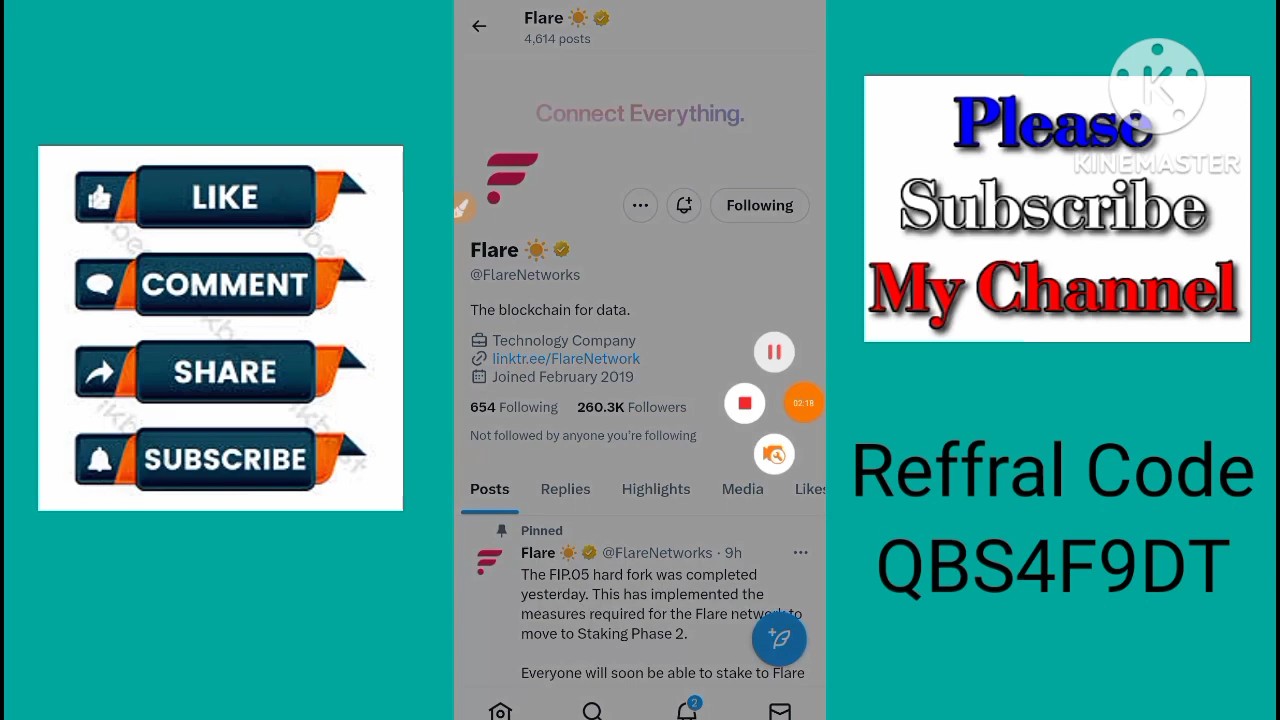 LIKE
COMMENT
SHARE
SUBSCRIBE
Flare
4,614 posts
Connect Everything.
Following
Flare
@FlareNetworks
The blockchain for data.
Technology Company
linktr.ee/FlareNetwork
Joined February 2019
654 Following 260.3K Followers
Not followed by anyone you're following
02:18
Posts Replies Highlights Media Likes
Pinned
Flare @FlareNetworks · 9h
The FIP.05 hard fork was completed
yesterday. This has implemented the
measures required for the Flare network to
move to Staking Phase 2.
Everyone will soon be able to stake to Flare
2
Please
Subscribe
My Channel
KINEMASTER
Reffral Code
QBS4F9DT